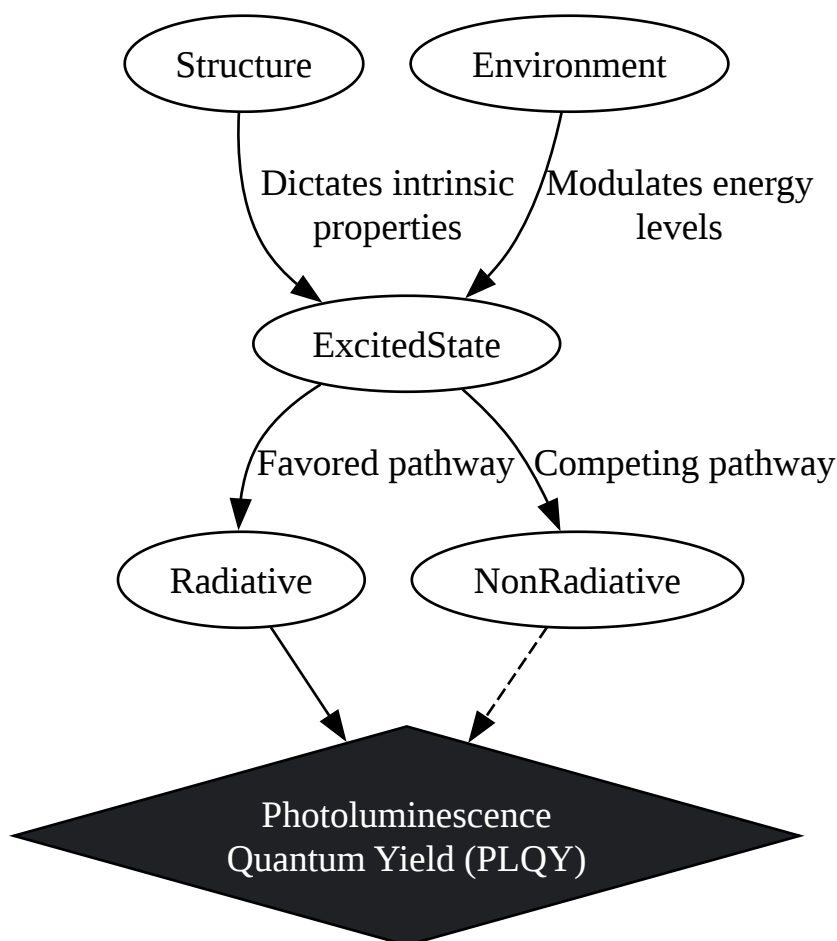 Structure
Environment
Dictates intrinsic
properties
Modulates energy
levels
ExcitedState
Favored pathway
Competing pathway
Radiative
NonRadiative
Photoluminescence
Quantum Yield (PLQY)